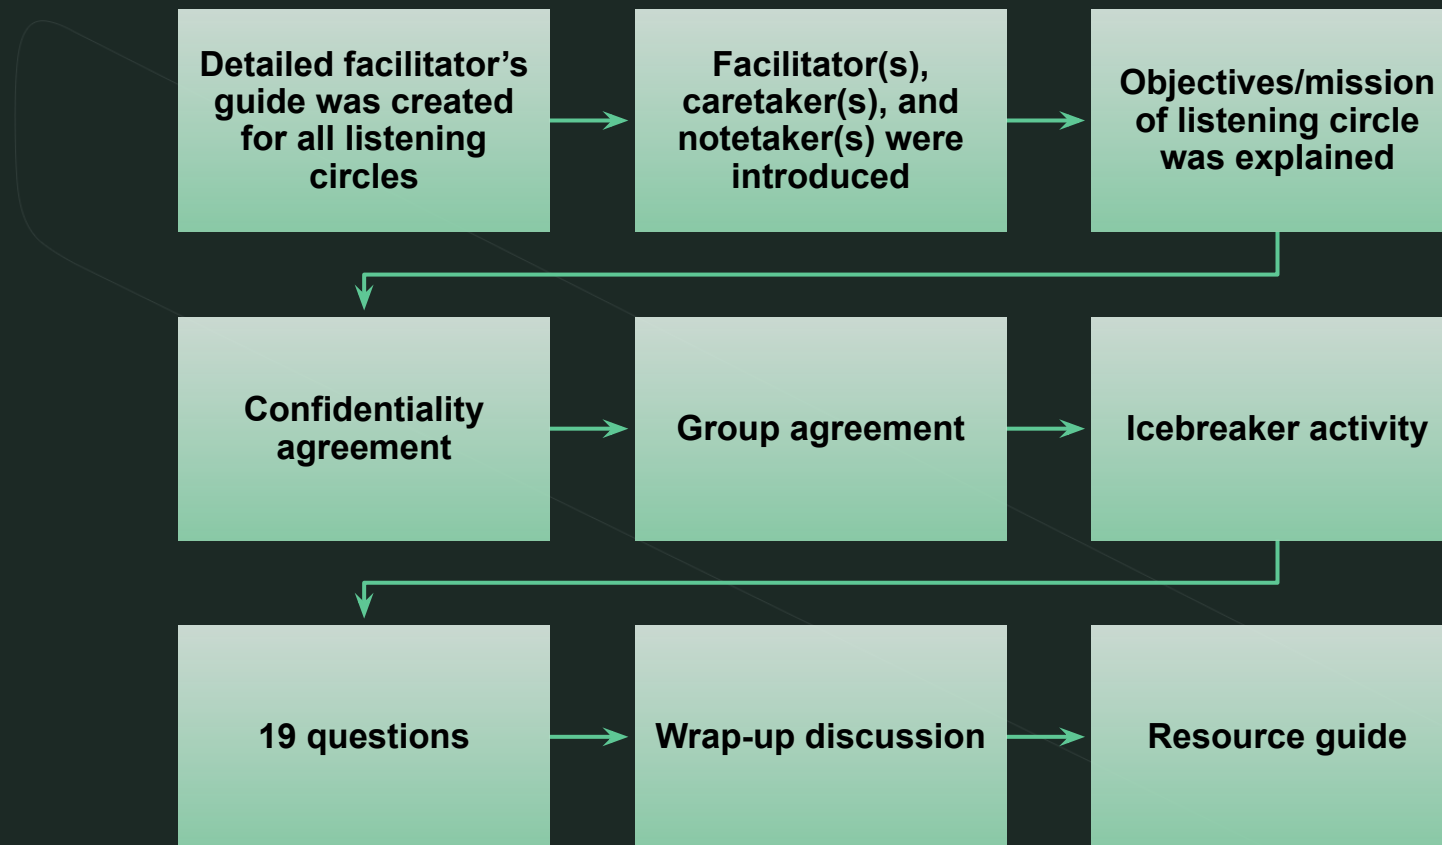 Detailed facilitator’s
guide was created
for all listening
circles
Facilitator(s),
caretaker(s), and
notetaker(s) were
introduced
Objectives/mission
of listening circle
was explained
Confidentiality
agreement
Group agreement
Icebreaker activity
19 questions
Wrap-up discussion
Resource guide